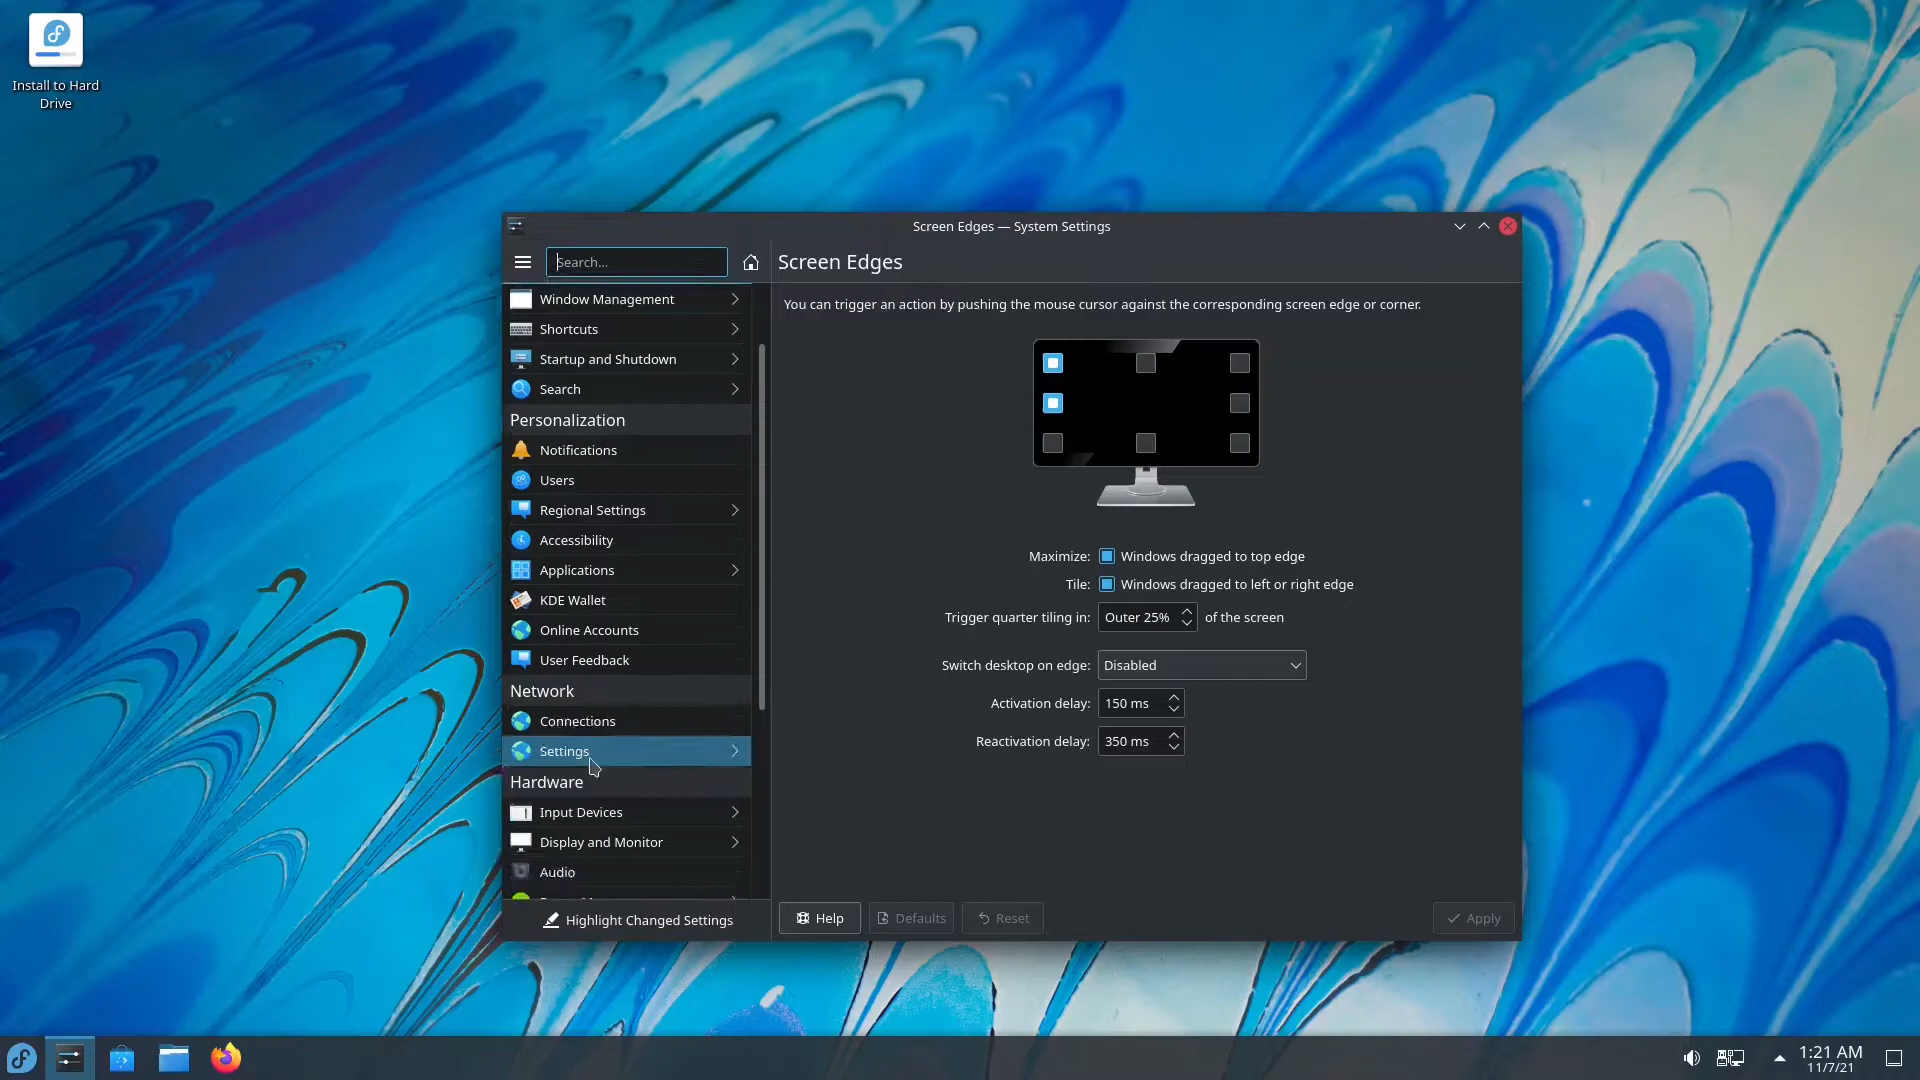 Install to Hard
Drive
Screen Edges — System Settings
Search...
Screen Edges
Window Management
Shortcuts
Startup and Shutdown
Search
Personalization
Notifications
Users
Regional Settings
Accessibility
Applications
KDE Wallet
Online Accounts
User Feedback
Network
Connections
Settings
Hardware
Input Devices
Display and Monitor
Audio
Highlight Changed Settings
You can trigger an action by pushing the mouse cursor against the corresponding screen edge or corner.
Maximize: Windows dragged to top edge
Tile: Windows dragged to left or right edge
Trigger quarter tiling in: Outer 25% of the screen
Switch desktop on edge: Disabled
Activation delay: 150 ms
Reactivation delay: 350 ms
Help Defaults Reset Apply
1:21 AM
11/7/21